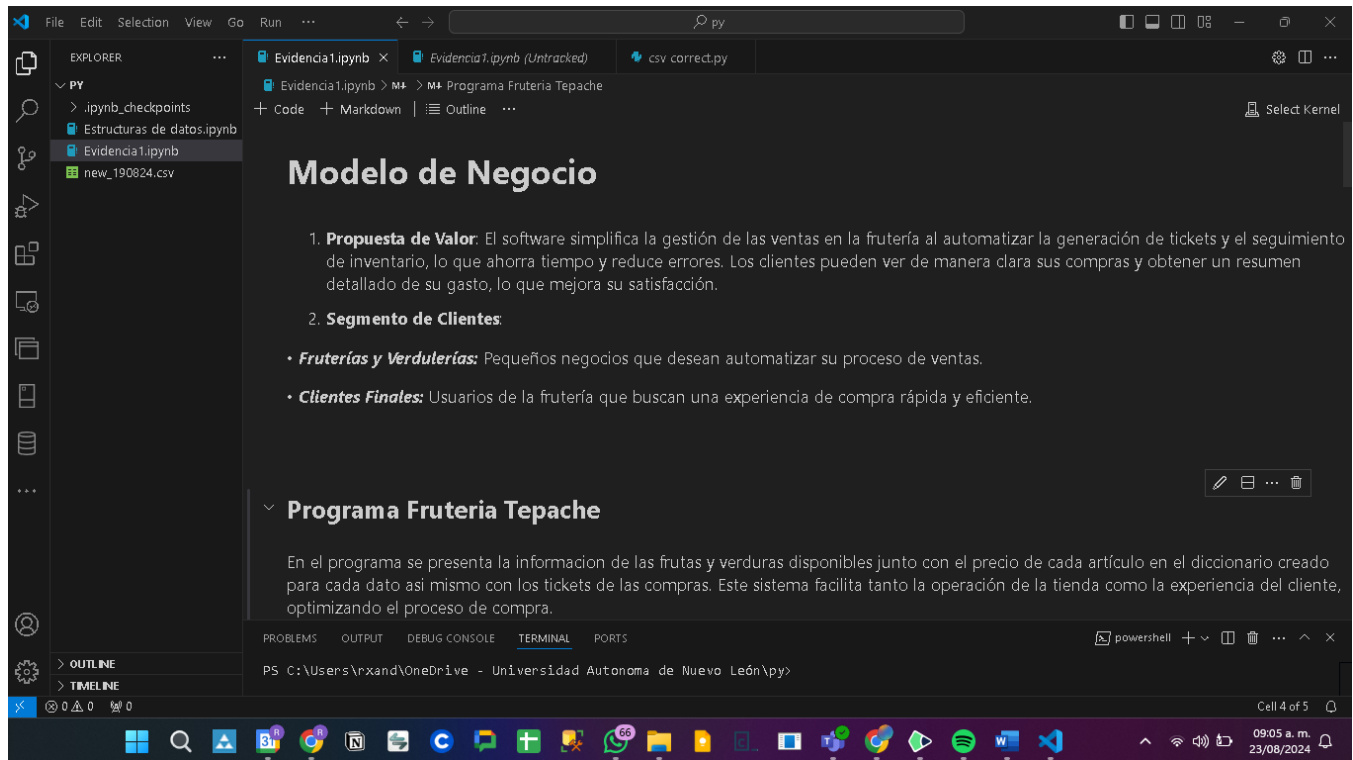 File Edit Selection View Go Run ··· py
EXPLORER ···
Evidencia1.ipynb
Evidencia1.ipynb (Untracked)
csv correct.py
PY
.ipynb_checkpoints
Estructuras de datos.ipynb
Evidencia1.ipynb
new_190824.csv
Evidencia1.ipynb > M+ > M+ Programa Fruteria Tepache
+ Code + Markdown | Outline ···
Select Kernel
Modelo de Negocio
1. Propuesta de Valor: El software simplifica la gestión de las ventas en la frutería al automatizar la generación de tickets y el seguimiento
de inventario, lo que ahorra tiempo y reduce errores. Los clientes pueden ver de manera clara sus compras y obtener un resumen
detallado de su gasto, lo que mejora su satisfacción.
2. Segmento de Clientes:
• Fruterías y Verdulerías: Pequeños negocios que desean automatizar su proceso de ventas.
• Clientes Finales: Usuarios de la frutería que buscan una experiencia de compra rápida y eficiente.
Programa Fruteria Tepache
En el programa se presenta la informacion de las frutas y verduras disponibles junto con el precio de cada artículo en el diccionario creado
para cada dato asi mismo con los tickets de las compras. Este sistema facilita tanto la operación de la tienda como la experiencia del cliente,
optimizando el proceso de compra.
PROBLEMS OUTPUT DEBUG CONSOLE TERMINAL PORTS
powershell
PS C:\Users\rxand\OneDrive - Universidad Autonoma de Nuevo León\py>
OUTLINE
TIMELINE
0 0 0
Cell 4 of 5
66
09:05 a. m.
23/08/2024